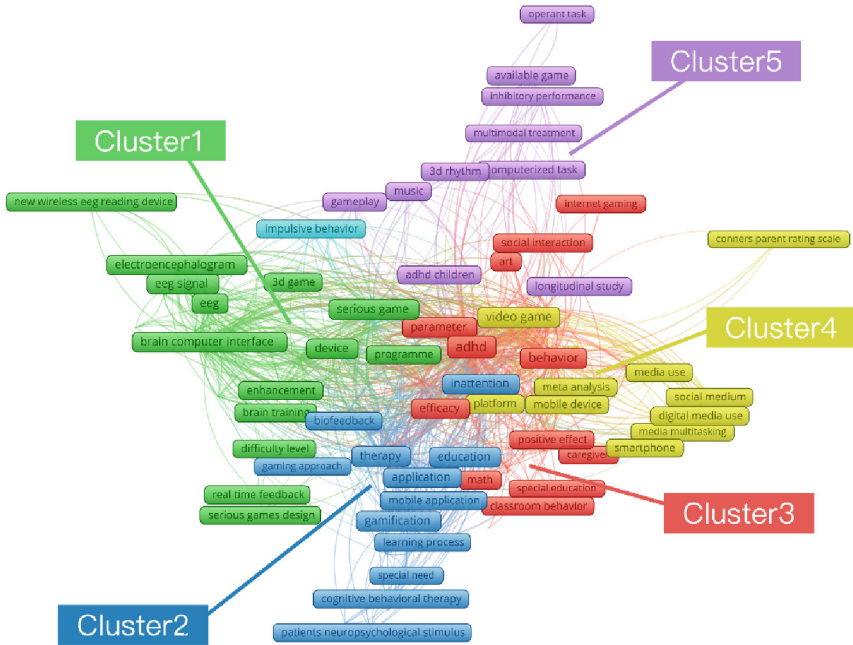 operant task
Cluster5
available game
inhibitory performance
Cluster1
multimodal treatment
3d rhythm
omputerized task
music
gameplay
new wireless eeg reading device
internet gaming
impulsive behavior
social interaction
conners parent rating scale
art
electroencephalogram
adhd children
eeg signal
3d game
longitudinal study
eeg
serious game
video game
parameter
Cluster4
brain computer interface
device
adhd
programme
behavior
media use
inattention
meta analysis
enhancement
social medium
platform
mobile device
efficacy
brain training
digital media use
biofeedback
media multitasking
positive effect
difficulty level
smartphone
therapy
education
caregiver
gaming approach
application
math
special education
real time feedback
mobile application
classroom behavior
serious games design
Cluster3
gamification
learning process
special need
cognitive behavioral therapy
Cluster2
patients neuropsychological stimulus